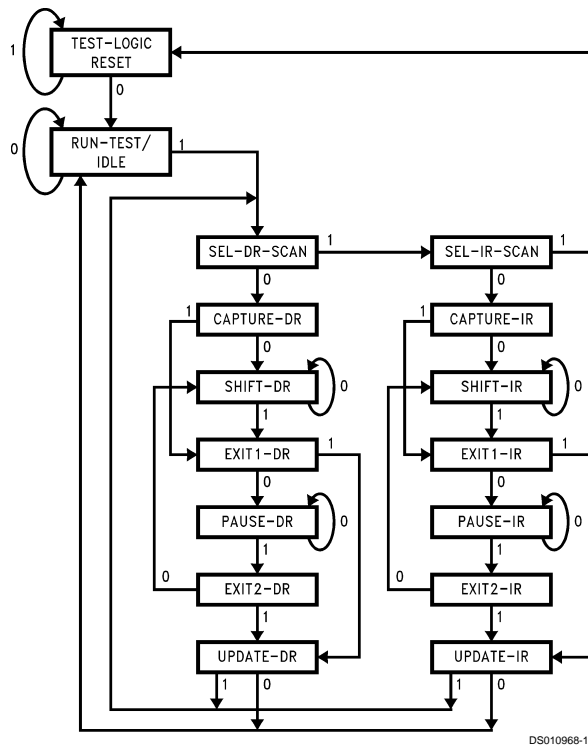 1
TEST-LOGIC
RESET
0
0
RUN-TEST/
IDLE
1
SEL-DR-SCAN
1
SEL-IR-SCAN
1
0
0
1
CAPTURE-DR
1
CAPTURE-IR
0
0
SHIFT-DR
0
SHIFT-IR
0
1
1
EXIT1-DR
1
EXIT1-IR
1
0
0
PAUSE-DR
0
PAUSE-IR
0
1
1
0
EXIT2-DR
0
EXIT2-IR
1
1
UPDATE-DR
UPDATE-IR
1
0
1
0
DS010968-1